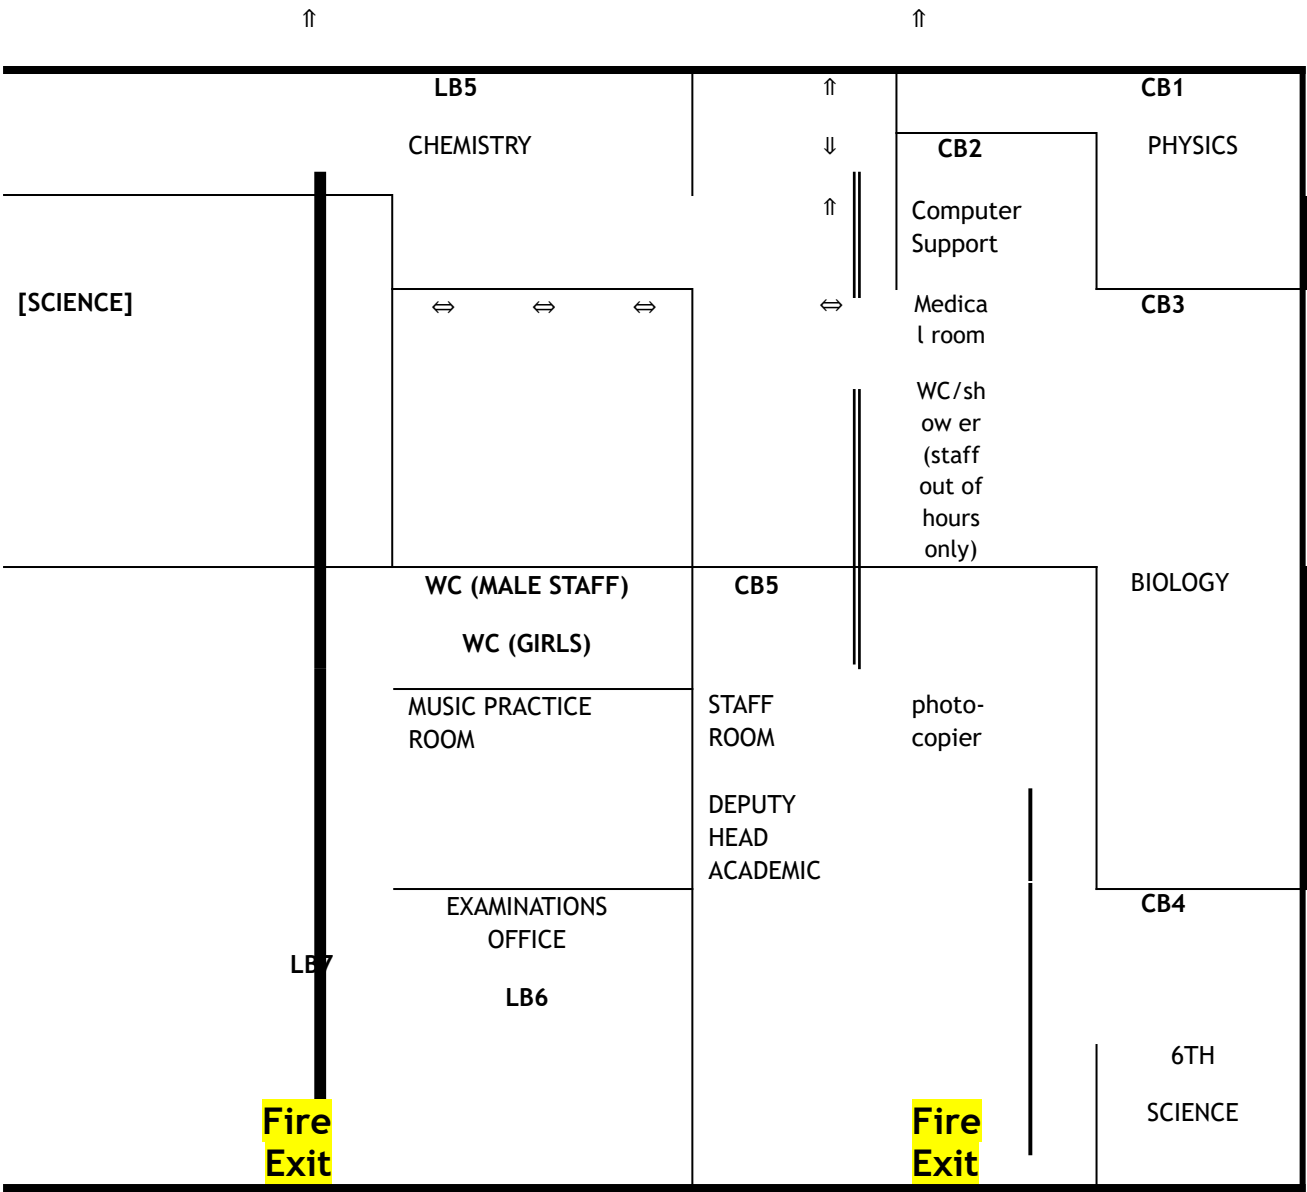 ⇑ ⇑
LB5 ⇑ CB1
CHEMISTRY ⇓ CB2 PHYSICS
⇑ Computer
Support
[SCIENCE] ⇔ ⇔ ⇔ ⇔ Medica CB3
l room
WC/sh
ow er
(staff
out of
hours
only)
WC (MALE STAFF) CB5 BIOLOGY
WC (GIRLS)
MUSIC PRACTICE STAFF photo-
ROOM ROOM copier
DEPUTY
HEAD
ACADEMIC
EXAMINATIONS CB4
OFFICE
LB7
LB6
6TH
SCIENCE
Fire Fire
Exit Exit